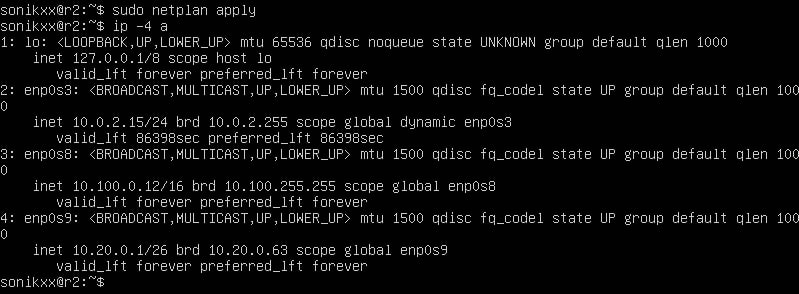 sonikxx@r2:~$ sudo netplan apply
sonikxx@r2:~$ ip -4 a
1: lo: <LOOPBACK,UP,LOWER_UP> mtu 65536 qdisc noqueue state UNKNOWN group default qlen 1000
    inet 127.0.0.1/8 scope host lo
       valid_lft forever preferred_lft forever
2: enp0s3: <BROADCAST,MULTICAST,UP,LOWER_UP> mtu 1500 qdisc fq_codel state UP group default qlen 100
0
    inet 10.0.2.15/24 brd 10.0.2.255 scope global dynamic enp0s3
       valid_lft 86398sec preferred_lft 86398sec
3: enp0s8: <BROADCAST,MULTICAST,UP,LOWER_UP> mtu 1500 qdisc fq_codel state UP group default qlen 100
0
    inet 10.100.0.12/16 brd 10.100.255.255 scope global enp0s8
       valid_lft forever preferred_lft forever
4: enp0s9: <BROADCAST,MULTICAST,UP,LOWER_UP> mtu 1500 qdisc fq_codel state UP group default qlen 100
0
    inet 10.20.0.1/26 brd 10.20.0.63 scope global enp0s9
       valid_lft forever preferred_lft forever
sonikxx@r2:~$